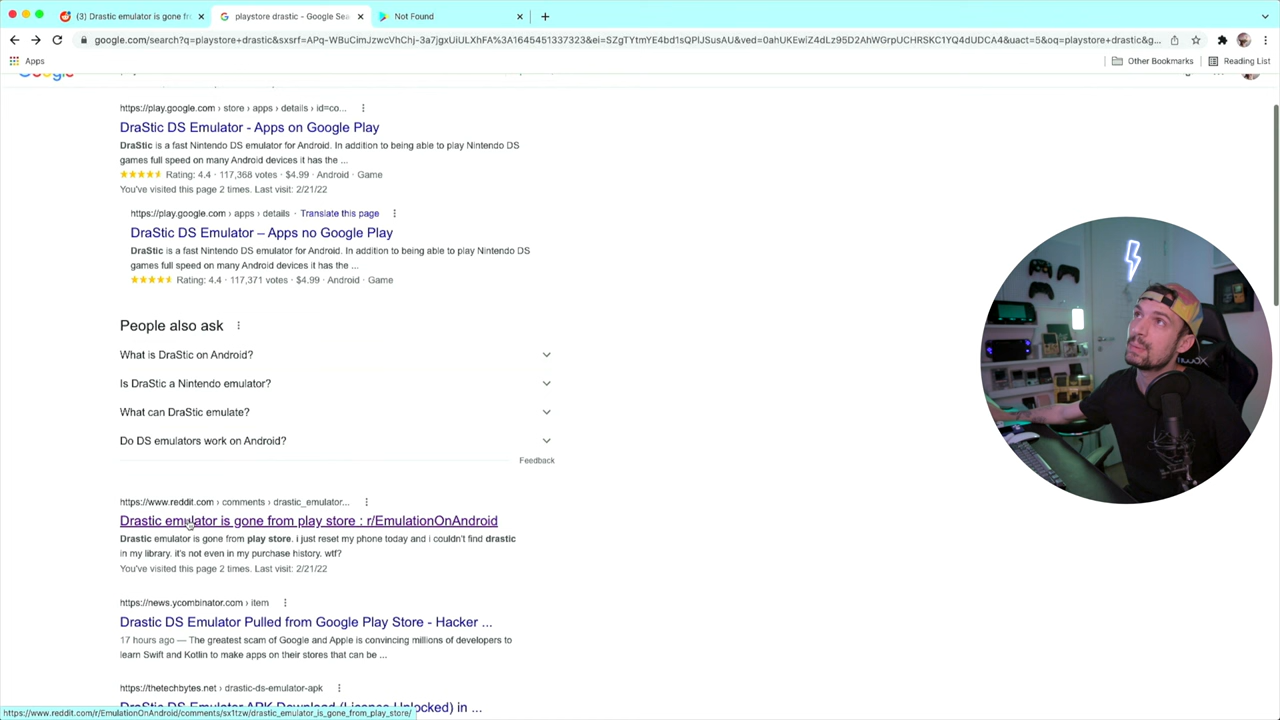 (3) Drastic emulator is gone fro
playstore drastic - Google Sea
Not Found
google.com/search?q=playstore+drastic&sxsrf=APq-WBuCimJzwcVhChj-3a7jgxUiULXhFA%3A1645451337323&ei=SZgTYtmYE4bd1sQPlJSusAU&ved=0ahUKEwiZ4dLz95D2AhWGrpUCHRSKC1YQ4dUDCA4&uact=5&oq=playstore+drastic&g...
Apps
Other Bookmarks
Reading List
https://play.google.com › store › apps › details › id=co...
DraStic DS Emulator - Apps on Google Play
DraStic is a fast Nintendo DS emulator for Android. In addition to being able to play Nintendo DS
games full speed on many Android devices it has the ...
Rating: 4.4 · 117,368 votes · $4.99 · Android · Game
You've visited this page 2 times. Last visit: 2/21/22
https://play.google.com › apps › details · Translate this page
DraStic DS Emulator – Apps no Google Play
DraStic is a fast Nintendo DS emulator for Android. In addition to being able to play Nintendo DS
games full speed on many Android devices it has the ...
Rating: 4.4 · 117,371 votes · $4.99 · Android · Game
People also ask
What is DraStic on Android?
Is DraStic a Nintendo emulator?
What can DraStic emulate?
Do DS emulators work on Android?
Feedback
https://www.reddit.com › comments › drastic_emulator...
Drastic emulator is gone from play store : r/EmulationOnAndroid
Drastic emulator is gone from play store. i just reset my phone today and i couldn't find drastic
in my library. it's not even in my purchase history. wtf?
You've visited this page 2 times. Last visit: 2/21/22
https://news.ycombinator.com › item
Drastic DS Emulator Pulled from Google Play Store - Hacker ...
17 hours ago — The greatest scam of Google and Apple is convincing millions of developers to
learn Swift and Kotlin to make apps on their stores that can be ...
https://thetechbytes.net › drastic-ds-emulator-apk
DraStic DS Emulator APK Download (License Unlocked) in ...
https://www.reddit.com/r/EmulationOnAndroid/comments/sx1tzw/drastic_emulator_is_gone_from_play_store/